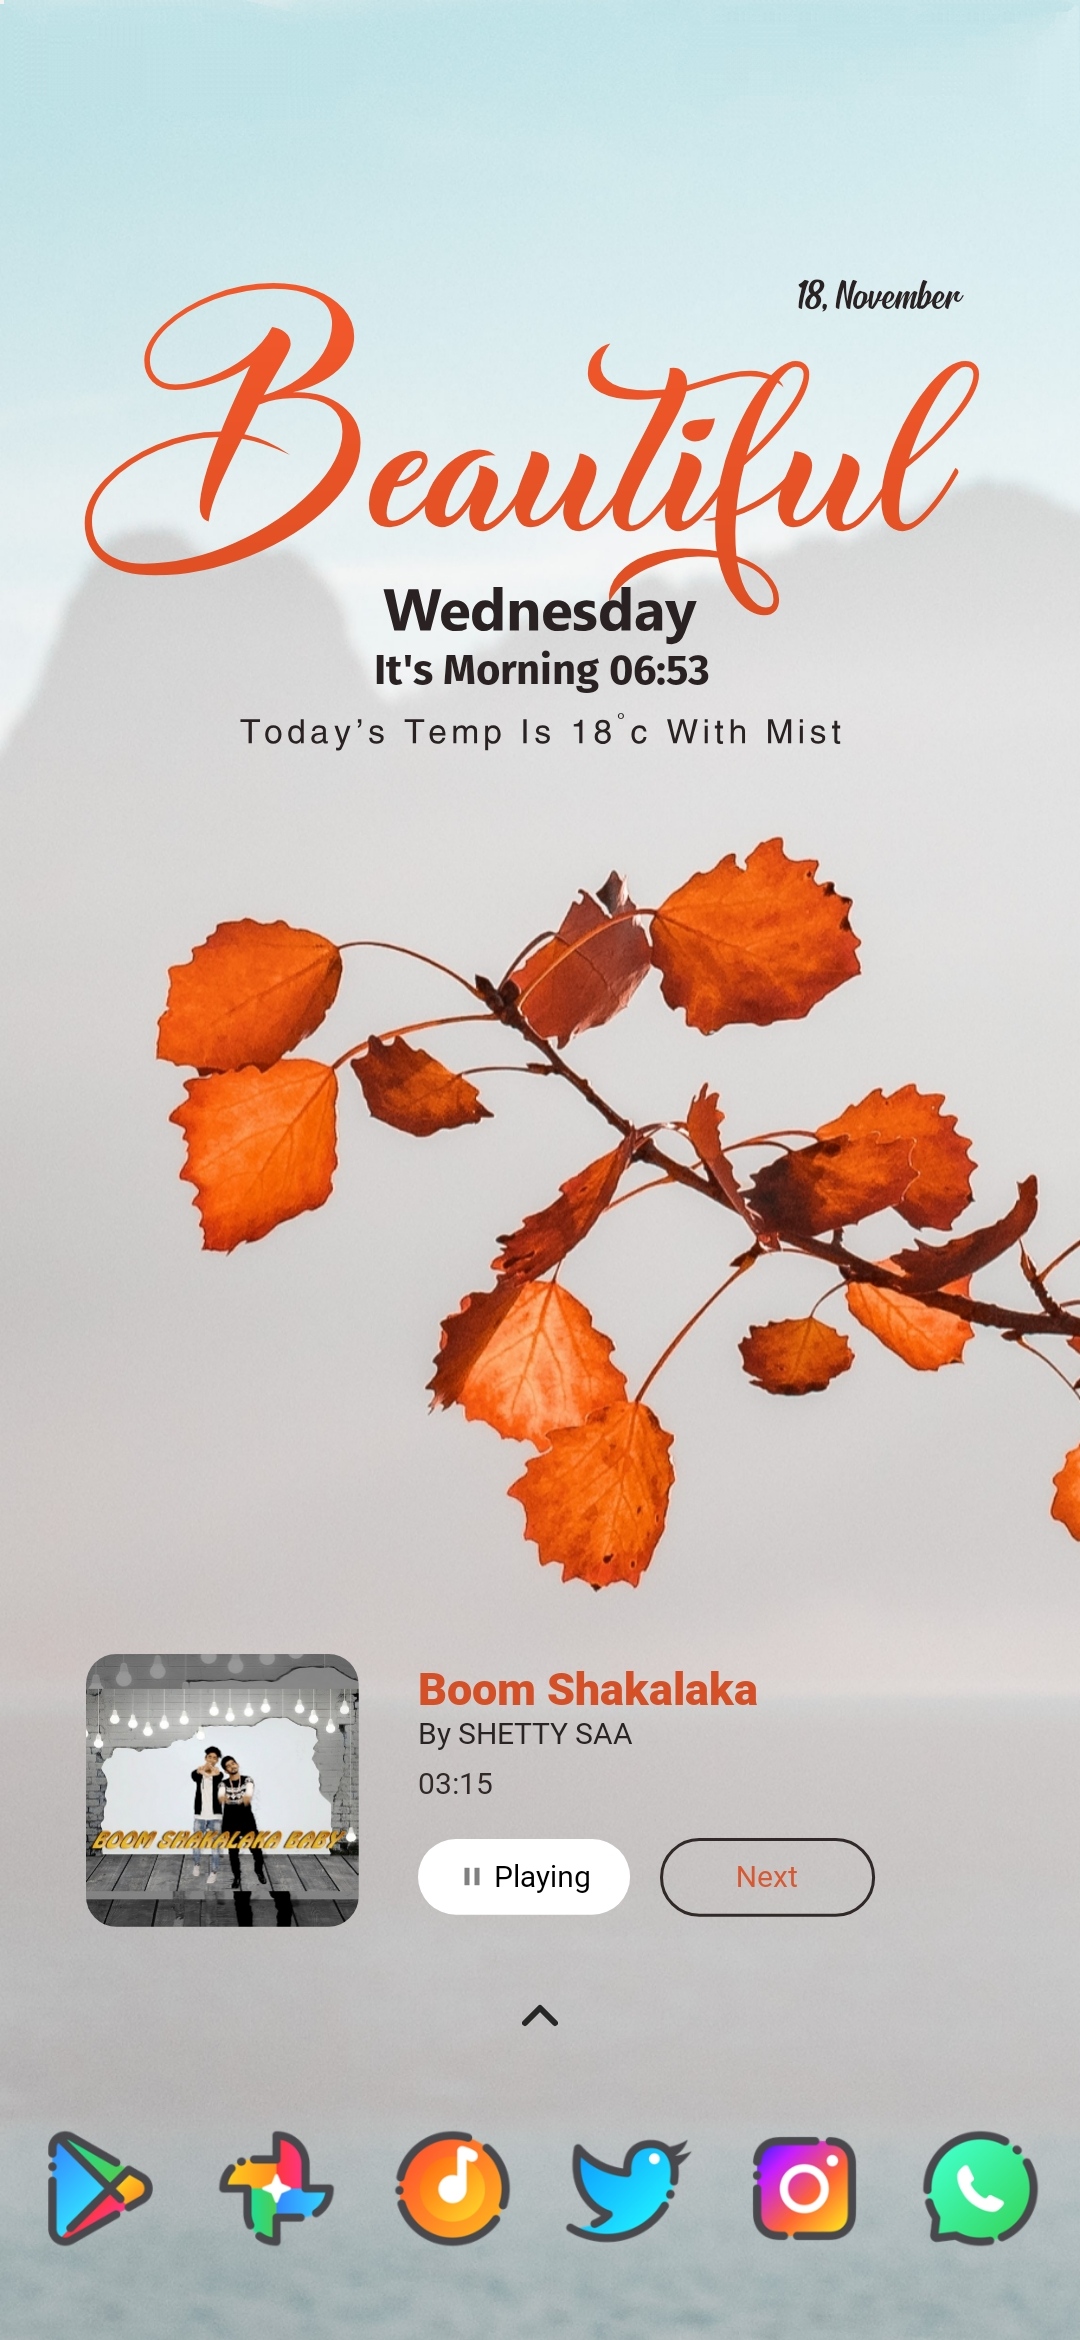 18, November
Beautiful
Wednesday
It's Morning 06:53
Today’s Temp Is 18°c With Mist
BOOM SHAKALAKA BABY
Boom Shakalaka
By SHETTY SAA
03:15
Playing
Next